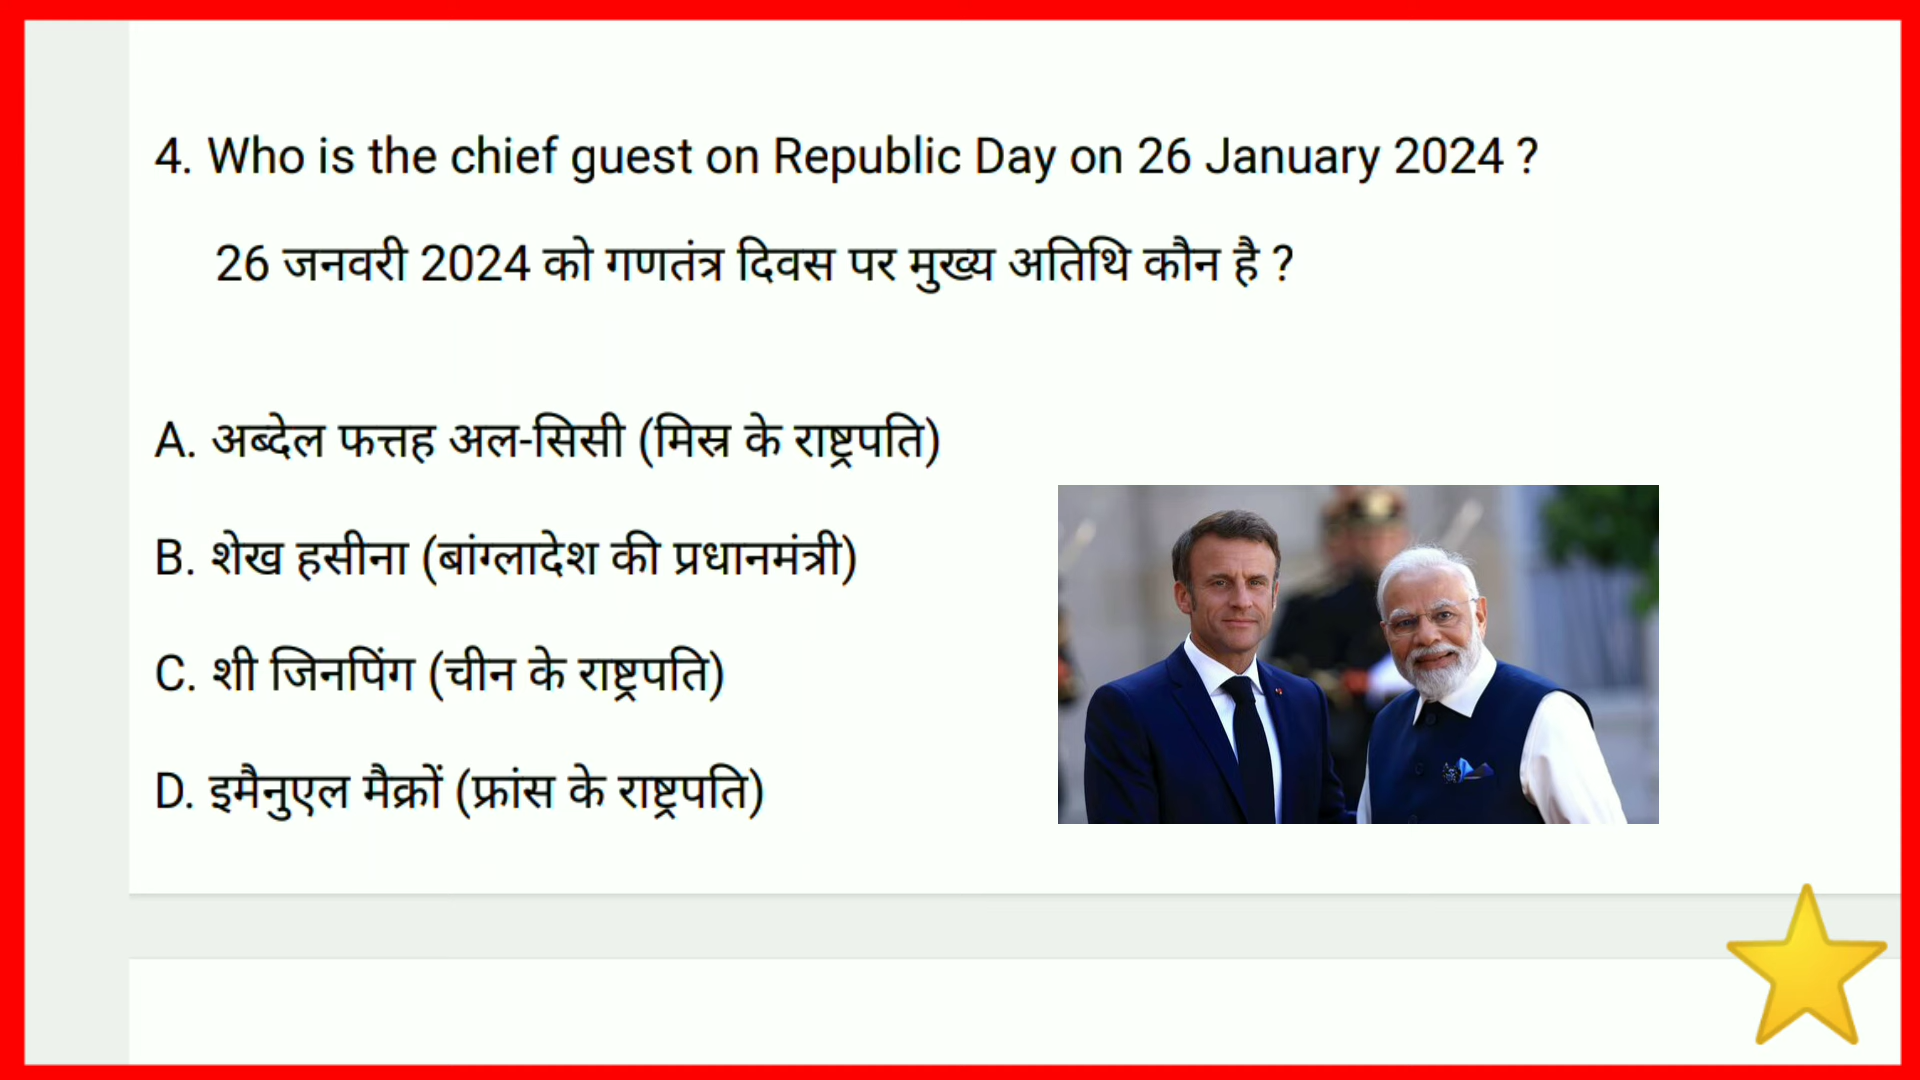 4. Who is the chief guest on Republic Day on 26 January 2024 ?
26 जनवरी 2024 को गणतंत्र दिवस पर मुख्य अतिथि कौन है ?
A. अब्देल फत्तह अल-सिसी (मिस्र के राष्ट्रपति)
B. शेख हसीना (बांग्लादेश की प्रधानमंत्री)
C. शी जिनपिंग (चीन के राष्ट्रपति)
D. इमैनुएल मैक्रों (फ्रांस के राष्ट्रपति)